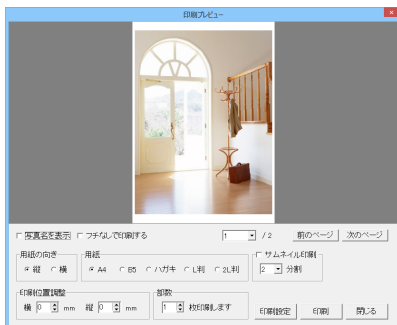 印刷プレビュー
写真名を表示 フチなしで印刷する 1 / 2 前のページ 次のページ
用紙の向き 用紙 サムネイル印刷
縦 横 A4 B5 ハガキ L判 2L判 2 分割
印刷位置調整 部数
横 0 mm 縦 0 mm 1 枚印刷します 印刷設定 印刷 閉じる